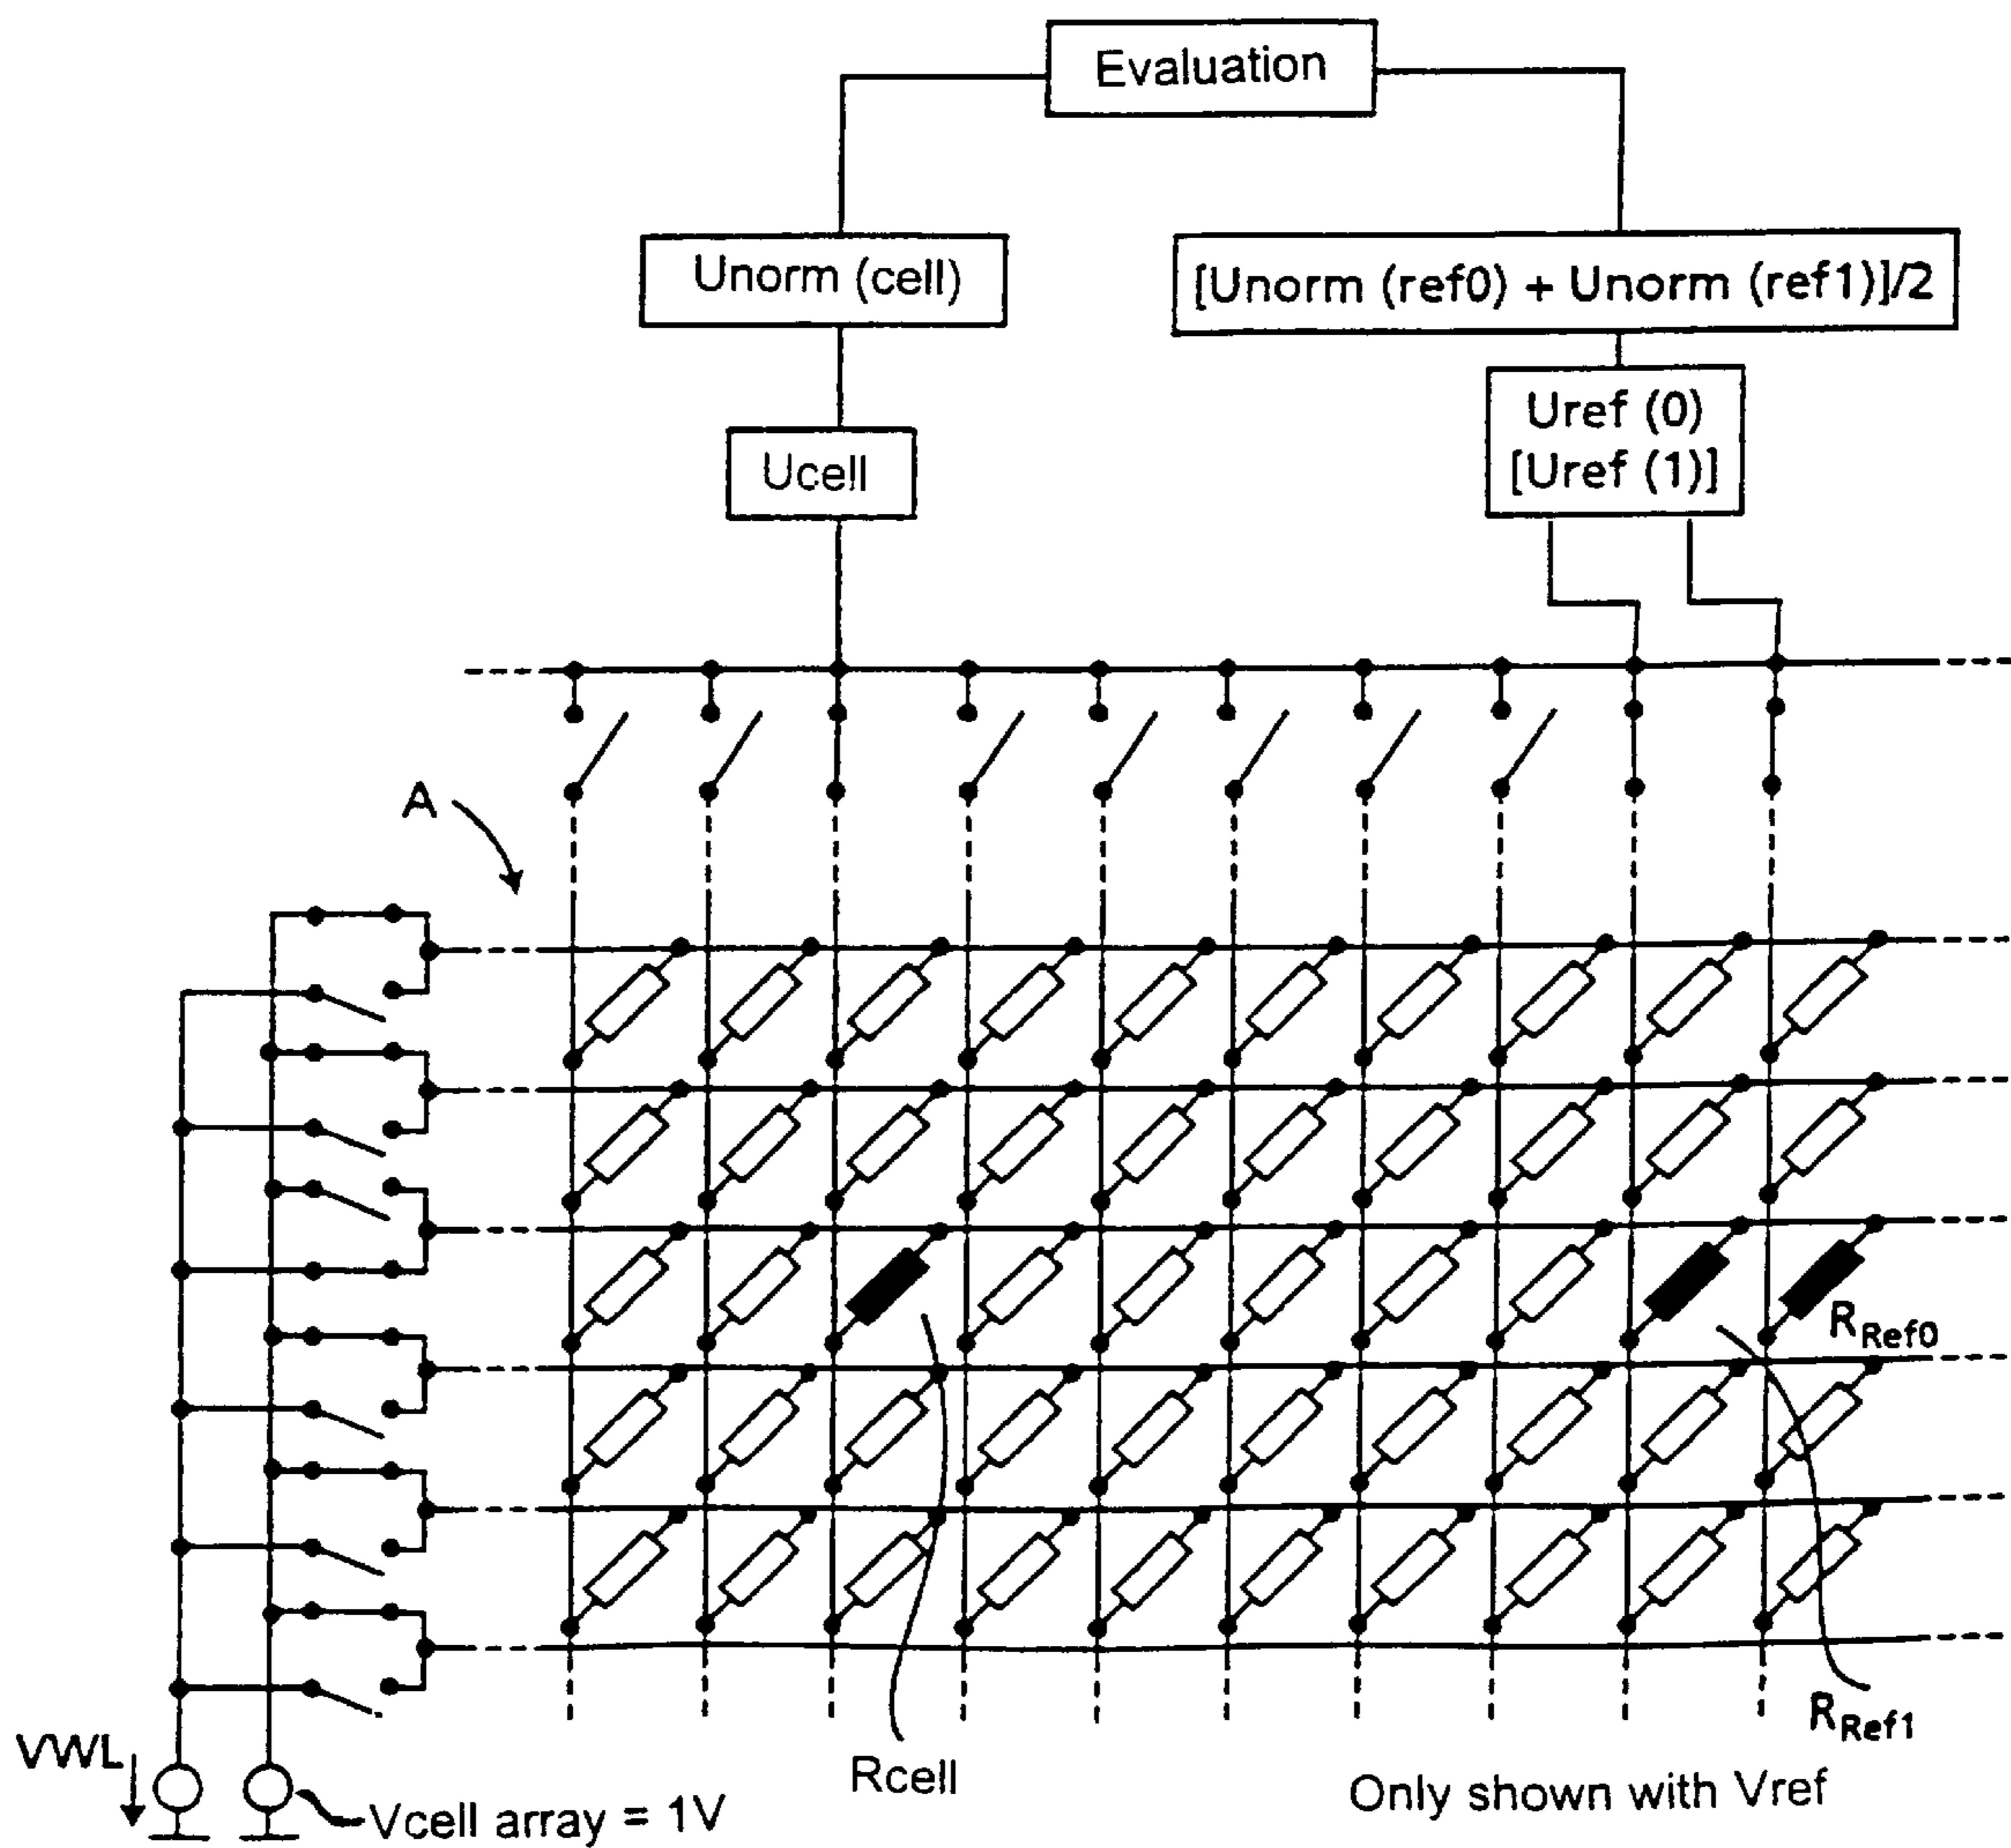 Evaluation
Unorm (cell)
[Unorm (ref0) + Unorm (ref1)]/2
Uref (0)
[Uref (1)]
Ucell
A
RRef0
RRef1
VWL
Rcell
Only shown with Vref
Vcell array = 1V